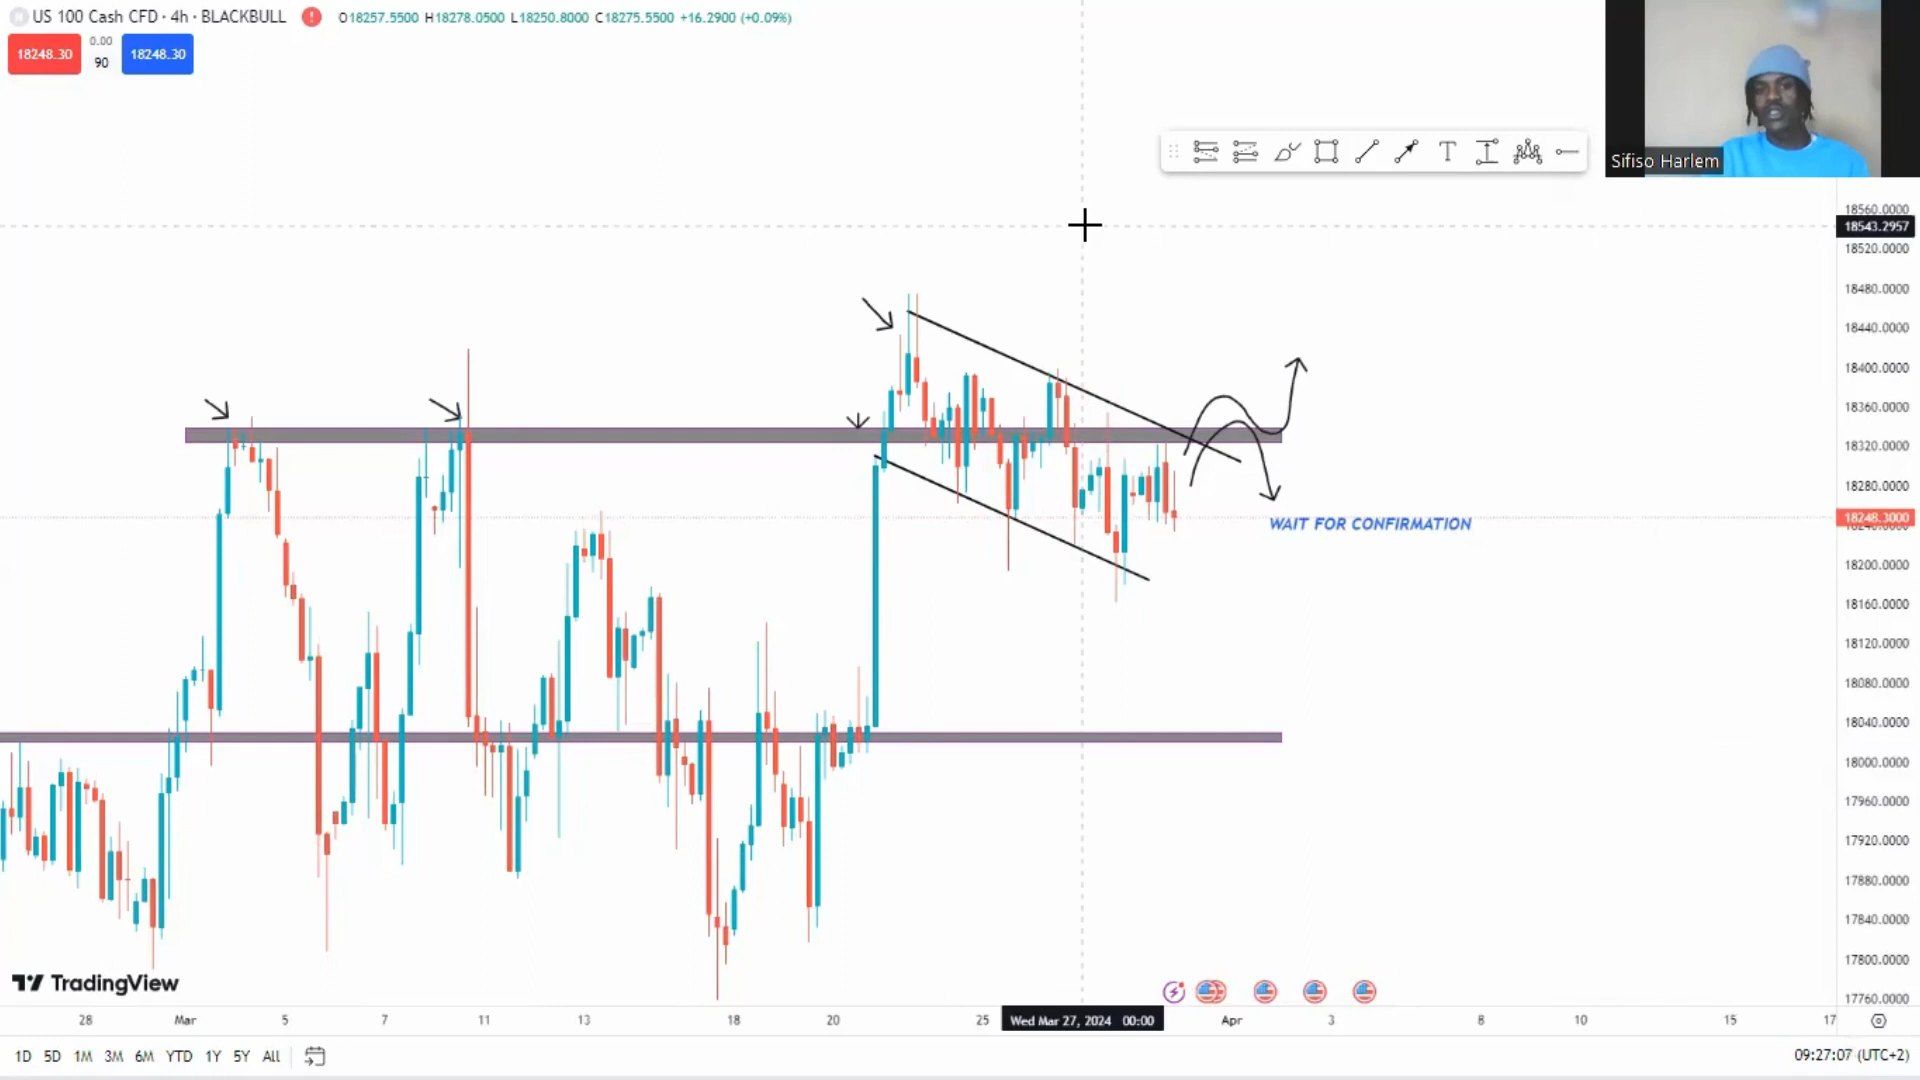 US 100 Cash CFD · 4h · BLACKBULL
O18257.5500 H18278.0500 L18250.8000 C18275.5500 +16.2900 (+0.09%)
18248.30
0.00
90
18248.30
T
Sifiso Harlem
18560.0000
18543.2957
18520.0000
18480.0000
18440.0000
18400.0000
18360.0000
18320.0000
18280.0000
18248.3000
WAIT FOR CONFIRMATION
18200.0000
18160.0000
18120.0000
18080.0000
18040.0000
18000.0000
17960.0000
17920.0000
17880.0000
17840.0000
17800.0000
17760.0000
TradingView
28 Mar 5 7 11 13 18 20 25 Wed Mar 27, 2024 00:00 Apr 3 8 10 15 17
1D 5D 1M 3M 6M YTD 1Y 5Y All
09:27:07 (UTC+2)